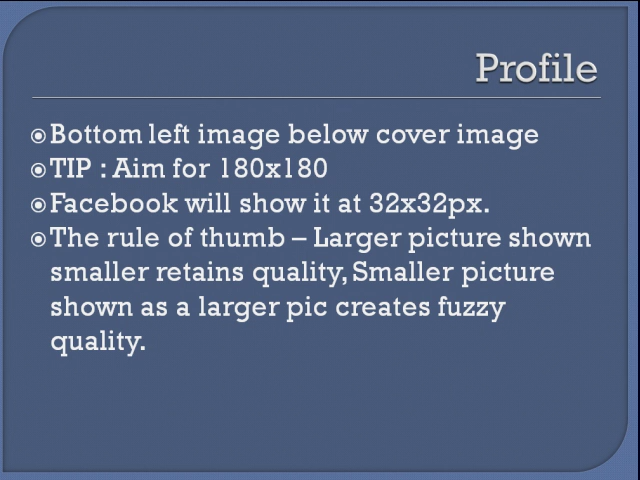 Profile
Bottom left image below cover image
TIP : Aim for 180x180
Facebook will show it at 32x32px.
The rule of thumb – Larger picture shown
smaller retains quality, Smaller picture
shown as a larger pic creates fuzzy
quality.